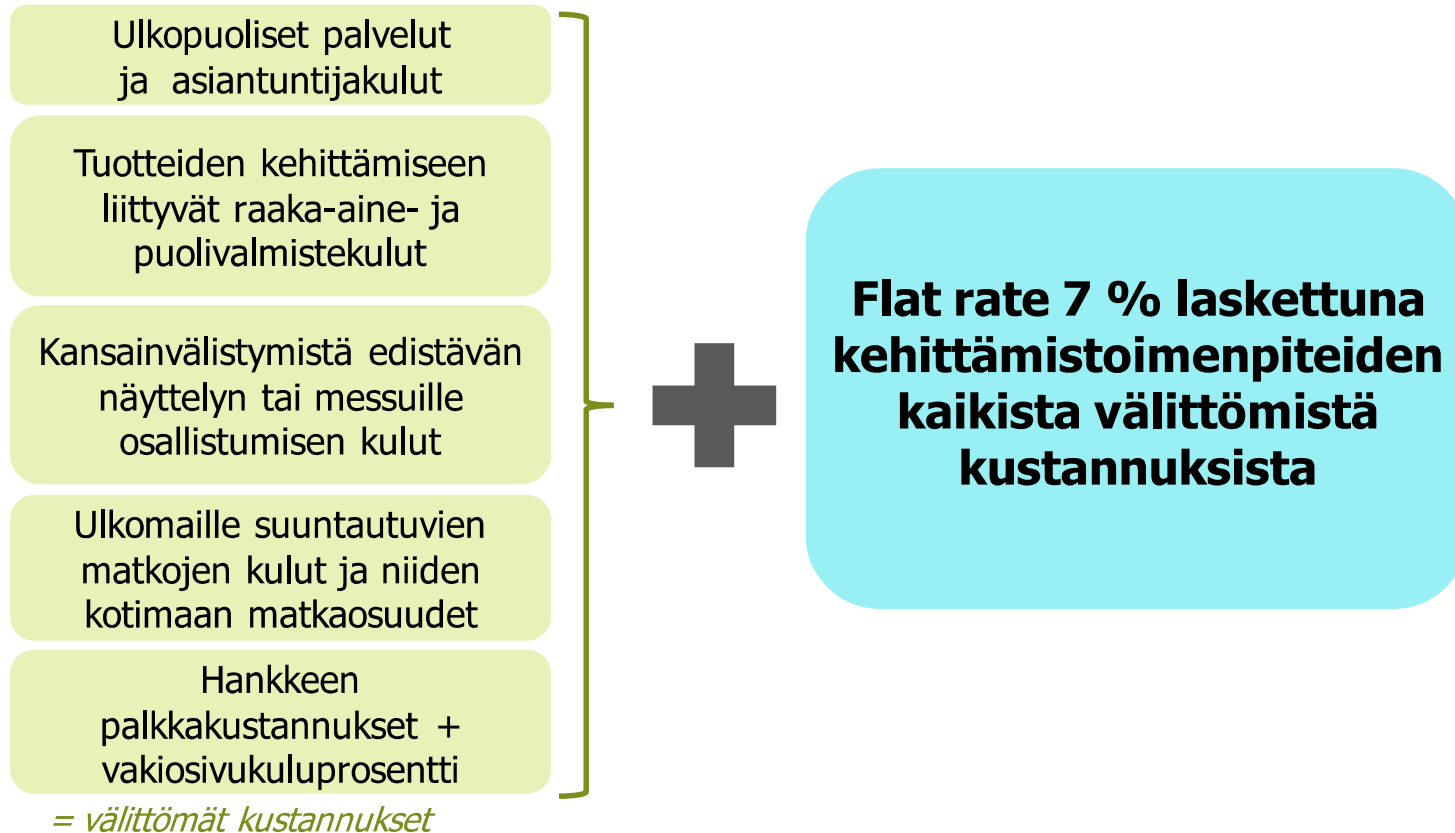 Ulkopuoliset palvelut
ja asiantuntijakulut
Tuotteiden kehittämiseen
liittyvät raaka-aine- ja
puolivalmistekulut
Kansainvälistymistä edistävän
näyttelyn tai messuille
osallistumisen kulut
Ulkomaille suuntautuvien
matkojen kulut ja niiden
kotimaan matkaosuudet
Hankkeen
palkkakustannukset +
vakiosivukuluprosentti
= välittömät kustannukset
Flat rate 7 % laskettuna
kehittämistoimenpiteiden
kaikista välittömistä
kustannuksista